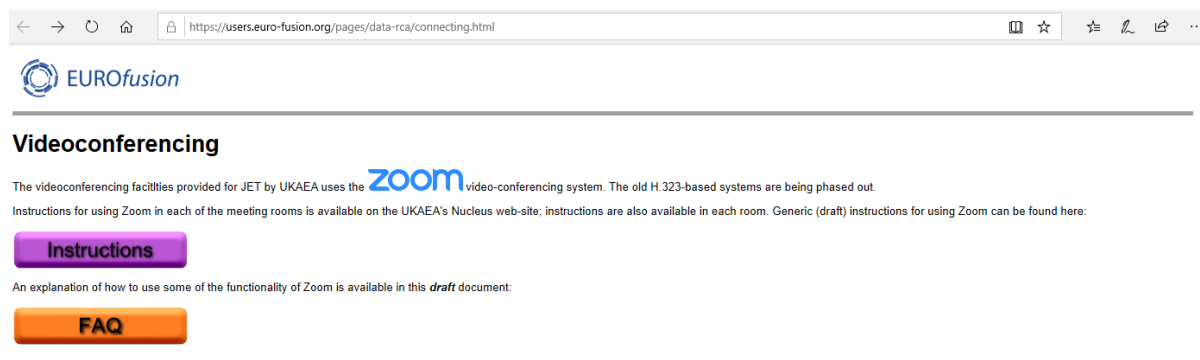 https://users.euro-fusion.org/pages/data-rca/connecting.html
EUROfusion
Videoconferencing
The videoconferencing facitlties provided for JET by UKAEA uses the zoom video-conferencing system. The old H.323-based systems are being phased out.
Instructions for using Zoom in each of the meeting rooms is available on the UKAEA's Nucleus web-site; instructions are also available in each room. Generic (draft) instructions for using Zoom can be found here:
Instructions
An explanation of how to use some of the functionality of Zoom is available in this draft document:
FAQ